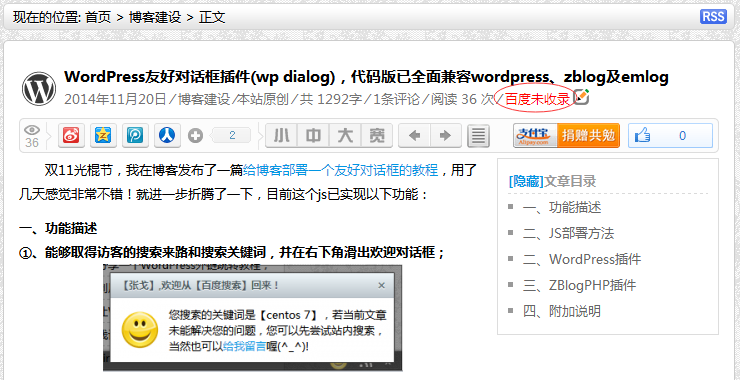 现在的位置: 首页 > 博客建设 > 正文
RSS
WordPress友好对话框插件(wp dialog)，代码版已全面兼容wordpress、zblog及emlog
2014年11月20日 ⁄ 博客建设 ⁄ 本站原创 ⁄ 共 1292字 ⁄ 1条评论 ⁄ 阅读 36 次 ⁄ 百度未收录
36
2
小 中 大 宽
支付宝 Alipay.com 捐赠共勉
0
双11光棍节，我在博客发布了一篇给博客部署一个友好对话框的教程，用了
几天感觉非常不错！就进一步折腾了一下，目前这个js已实现以下功能：
[隐藏]文章目录
一、功能描述
二、JS部署方法
二、WordPress插件
三、ZBlogPHP插件
四、附加说明
一、功能描述
①、能够取得访客的搜索来路和搜索关键词，并在右下角滑出欢迎对话框；
【张戈】,欢迎从【百度搜索】回来！
您搜索的关键词是【centos 7】，若当前文章
未能解决您的问题，您可以先尝试站内搜索，
当然也可以给我留言喔(^_^)!